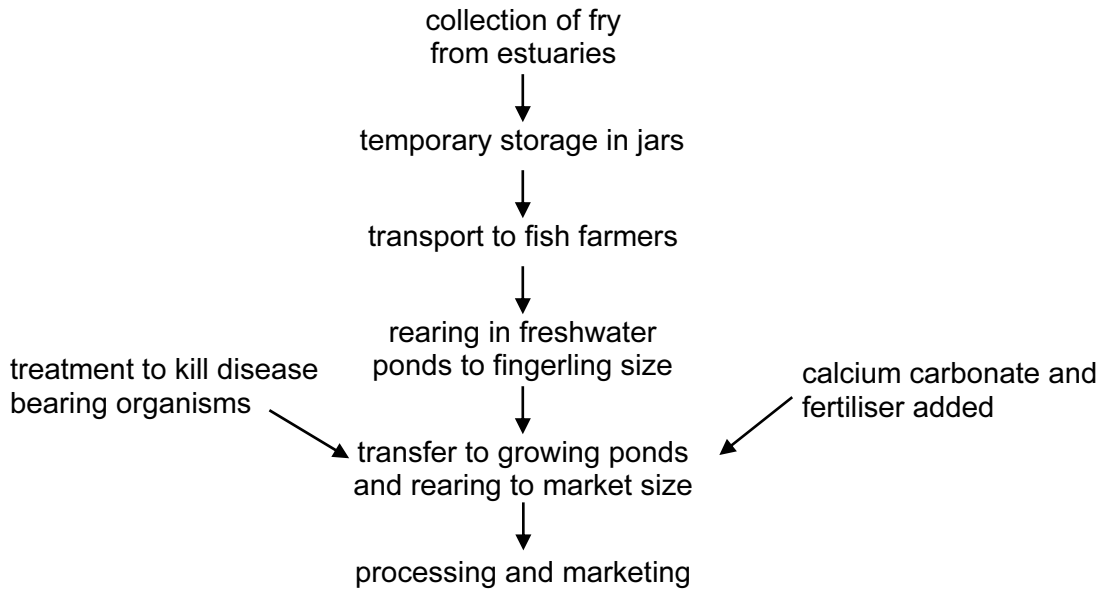 collection of fry
from estuaries
temporary storage in jars
transport to fish farmers
rearing in freshwater
ponds to fingerling size
treatment to kill disease
bearing organisms
calcium carbonate and
fertiliser added
transfer to growing ponds
and rearing to market size
processing and marketing